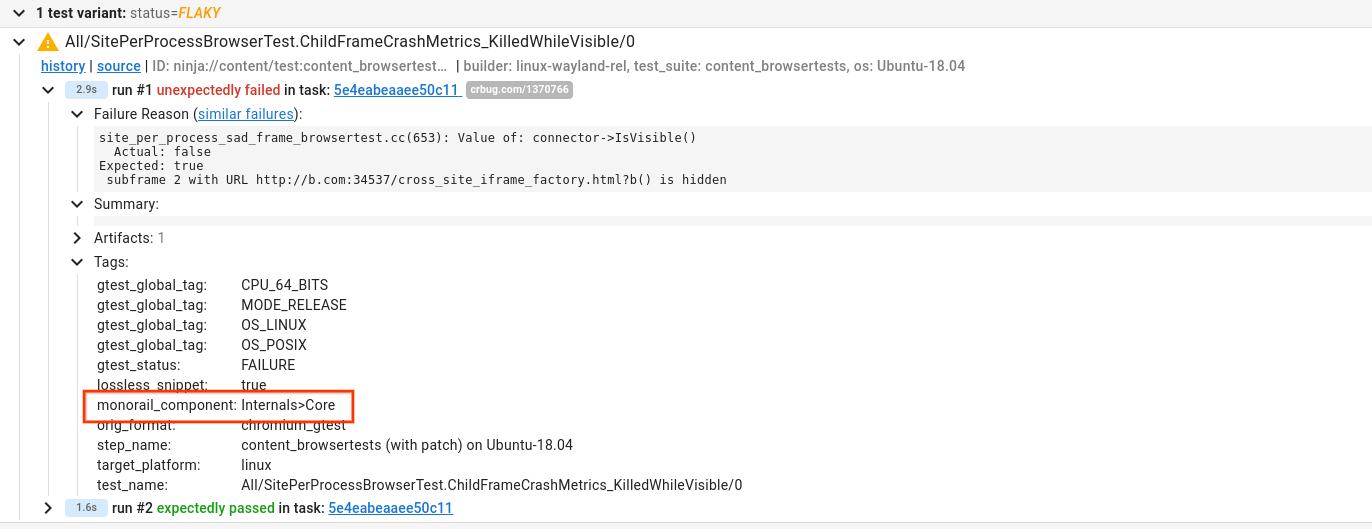 1 test variant: status=FLAKY
All/SitePerProcessBrowserTest.ChildFrameCrashMetrics_KilledWhileVisible/0
history | source | ID: ninja://content/test:content_browsertest… | builder: linux-wayland-rel, test_suite: content_browsertests, os: Ubuntu-18.04
2.9s run #1 unexpectedly failed in task: 5e4eabeaaee50c11 crbug.com/1370766
Failure Reason (similar failures):
site_per_process_sad_frame_browsertest.cc(653): Value of: connector->IsVisible()
Actual: false
Expected: true
subframe 2 with URL http://b.com:34537/cross_site_iframe_factory.html?b() is hidden
Summary:
Artifacts: 1
Tags:
gtest_global_tag: CPU_64_BITS
gtest_global_tag: MODE_RELEASE
gtest_global_tag: OS_LINUX
gtest_global_tag: OS_POSIX
gtest_status: FAILURE
lossless_snippet: true
monorail_component: Internals>Core
orig_format: chromium_gtest
step_name: content_browsertests (with patch) on Ubuntu-18.04
target_platform: linux
test_name: All/SitePerProcessBrowserTest.ChildFrameCrashMetrics_KilledWhileVisible/0
1.6s run #2 expectedly passed in task: 5e4eabeaaee50c11